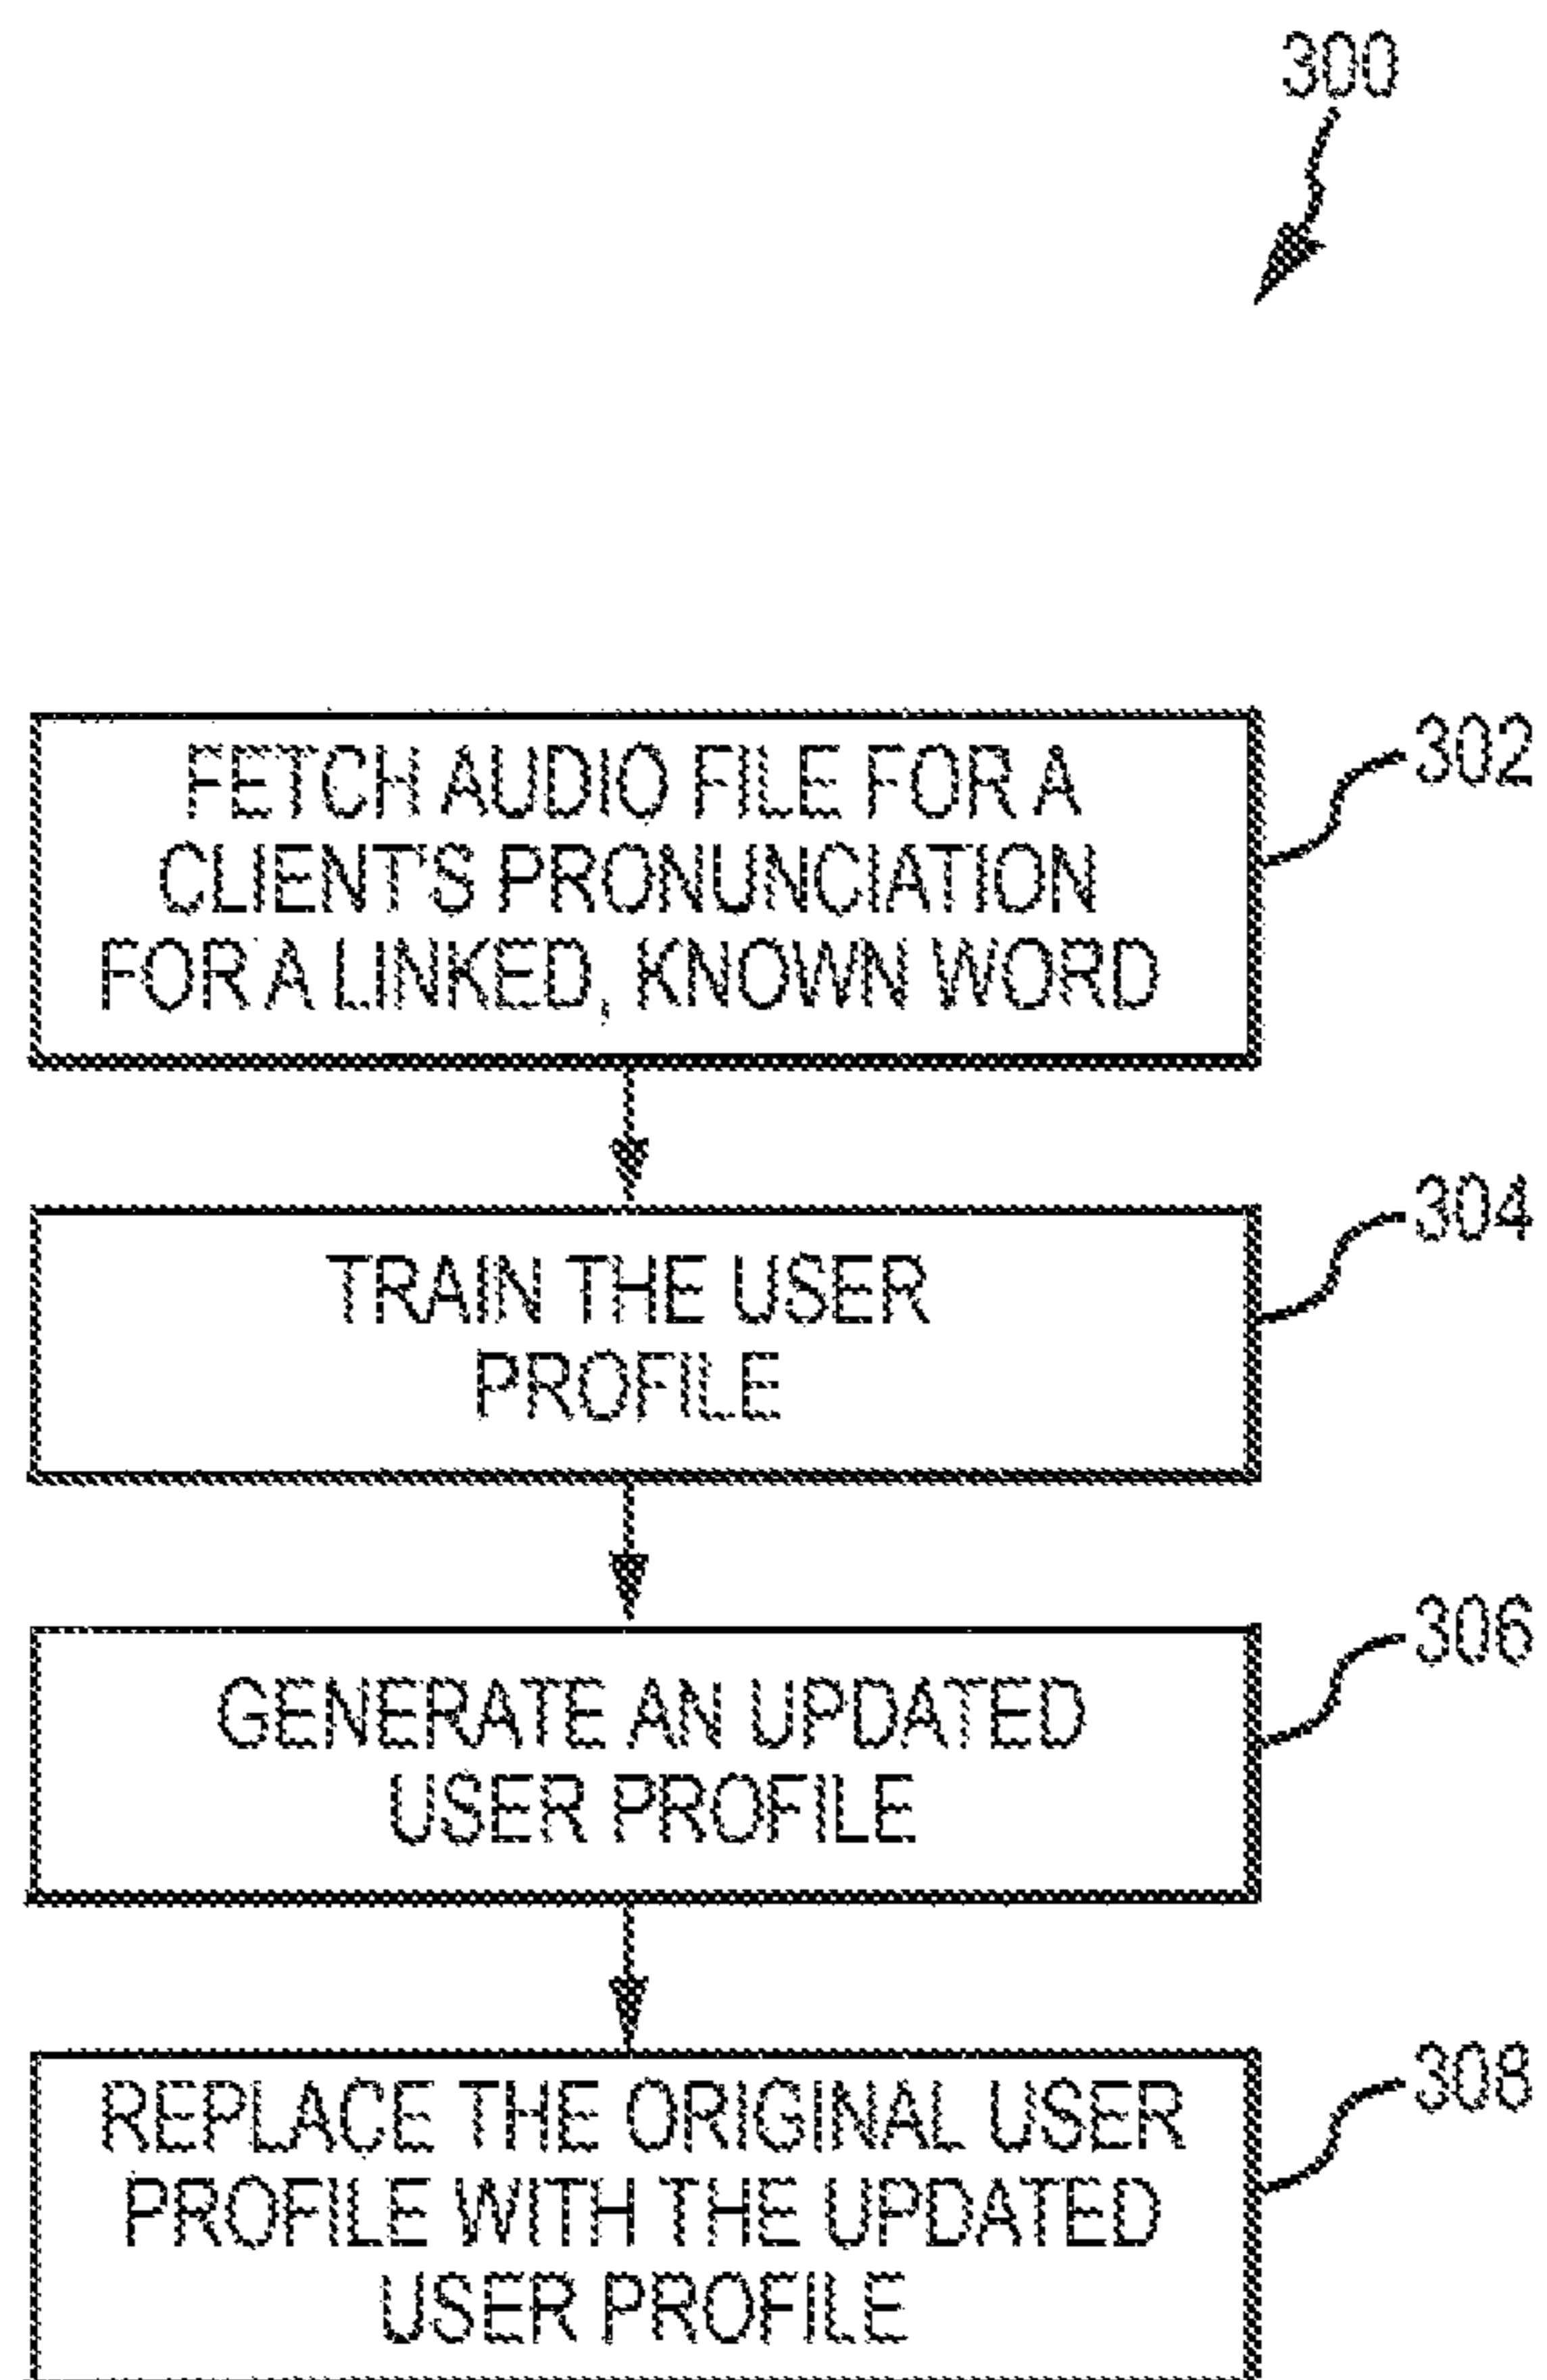 300
FETCH AUDIO FILE FOR A
CLIENT'S PRONUNCIATION
FOR A LINKED, KNOWN WORD
302
TRAIN THE USER
PROFILE
304
GENERATE AN UPDATED
USER PROFILE
306
REPLACE THE ORIGINAL USER
PROFILE WITH THE UPDATED
USER PROFILE
308